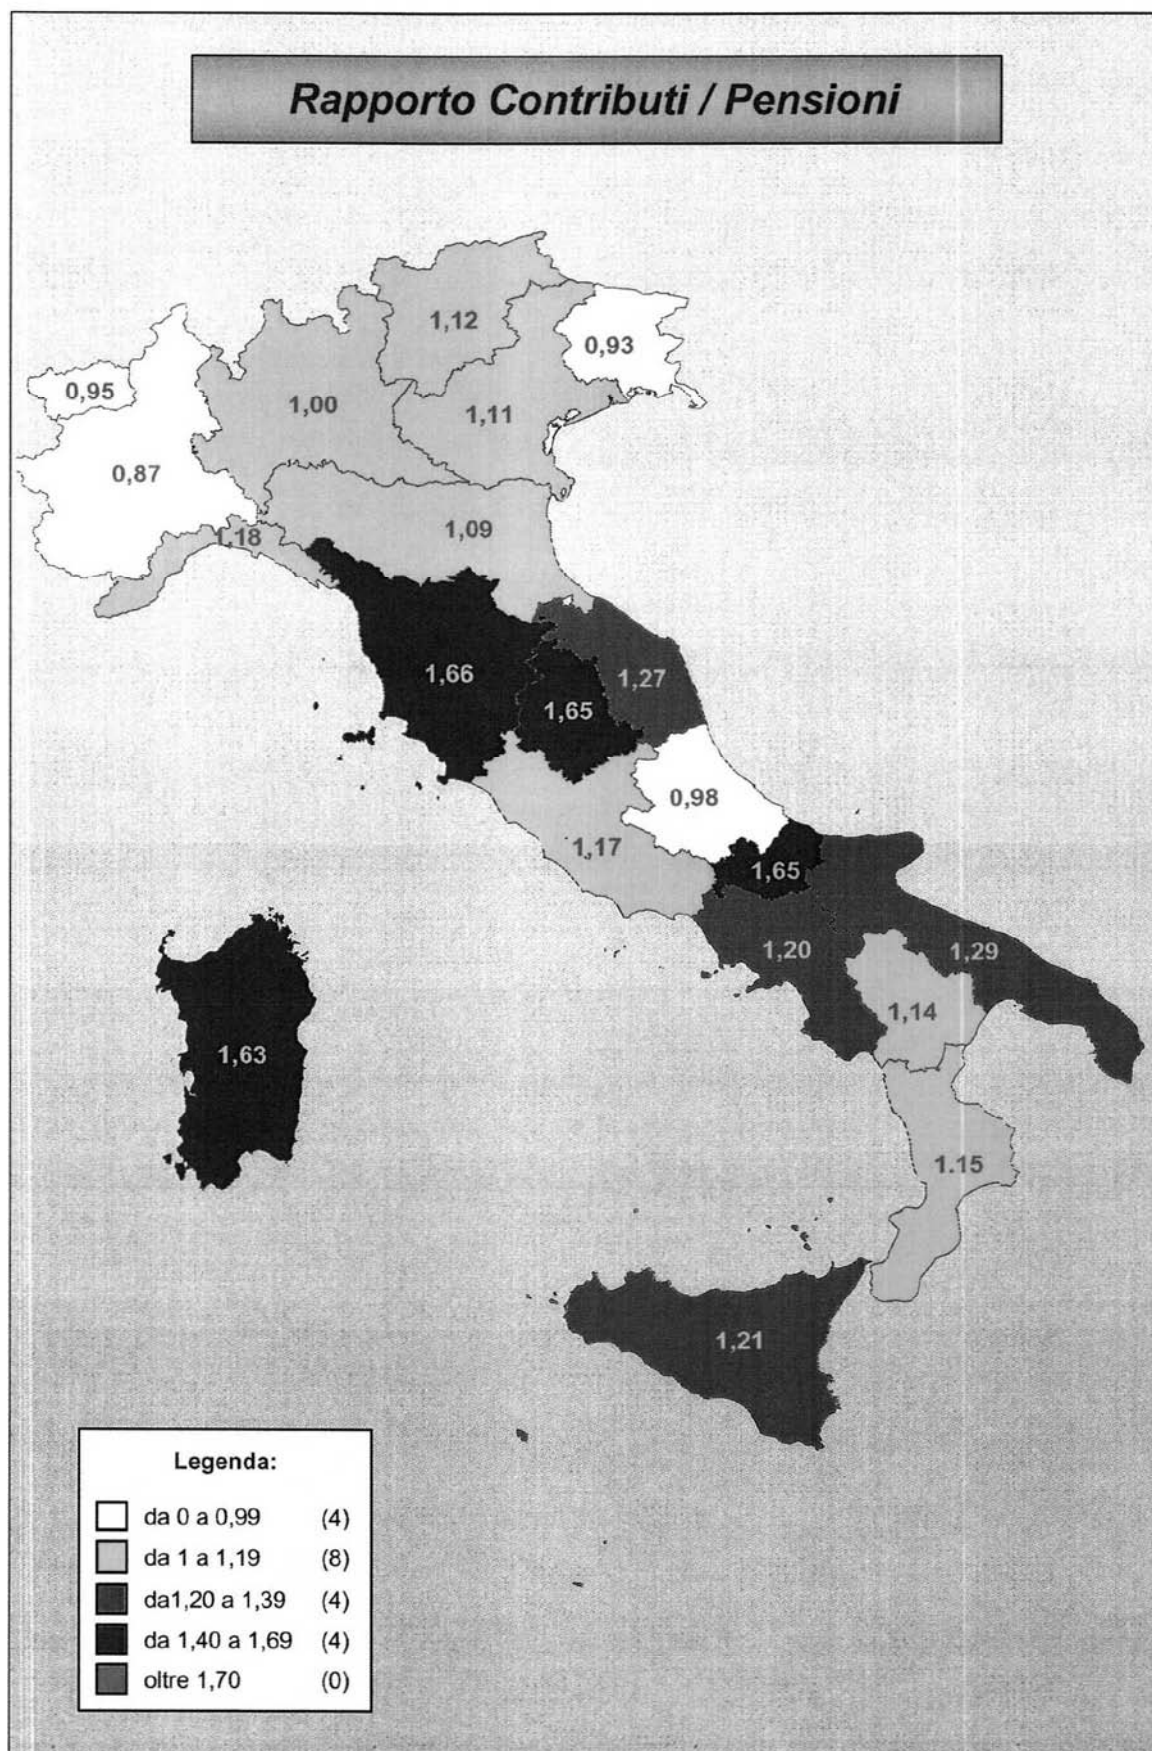 Rapporto Contributi / Pensioni
1,12
0,93
0,95
1,00
1,11
0,87
1,09
1,18
1,66
1,27
1,65
0,98
1,17
1,65
1,20
1,29
1,14
1,63
1.15
1,21
Legenda:
da 0 a 0,99 (4)
da 1 a 1,19 (8)
da1,20 a 1,39 (4)
da 1,40 a 1,69 (4)
oltre 1,70 (0)